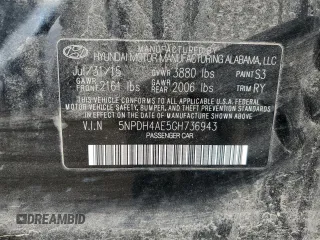 MANUFACTURED BY
HYUNDAI MOTOR MANUFACTURING ALABAMA, LLC
Jul/31/15 GVWR 3880 lbs PAINT S3
GAWR FRONT 2161 lbs GAWR REAR 2006 lbs TRIM RY
THIS VEHICLE CONFORMS TO ALL APPLICABLE U.S. FEDERAL MOTOR VEHICLE
SAFETY, BUMPER, AND THEFT PREVENTION STANDARDS
IN EFFECT ON THE DATE OF MANUFACTURE SHOWN ABOVE.
V.I.N 5NPDH4AE5GH736943
PASSENGER CAR
DREAMBID